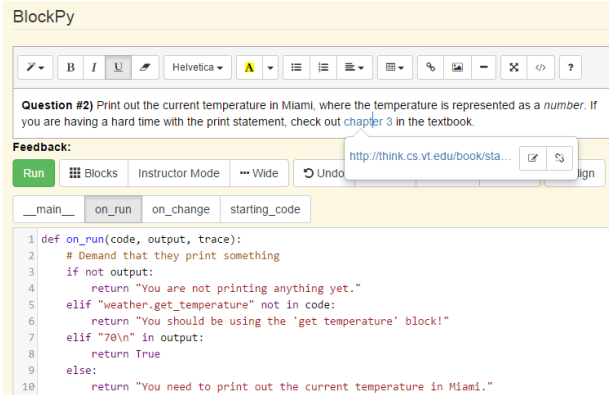 BlockPy
B I U Helvetica A </> ?
Question #2) Print out the current temperature in Miami, where the temperature is represented as a number. If
you are having a hard time with the print statement, check out chapter 3 in the textbook.
http://think.cs.vt.edu/book/sta...
Feedback:
Run Blocks Instructor Mode Wide Undo lign
__main__ on_run on_change starting_code
1 def on_run(code, output, trace):
2 # Demand that they print something
3 if not output:
4 return "You are not printing anything yet."
5 elif "weather.get_temperature" not in code:
6 return "You should be using the 'get temperature' block!"
7 elif "70\n" in output:
8 return True
9 else:
10 return "You need to print out the current temperature in Miami."